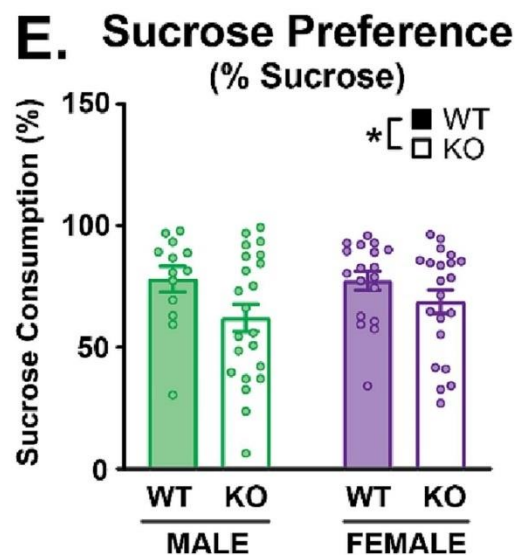 E. Sucrose Preference
(% Sucrose)
Sucrose Consumption (%)
150
100
50
0
* WT
KO
WT KO WT KO
MALE FEMALE